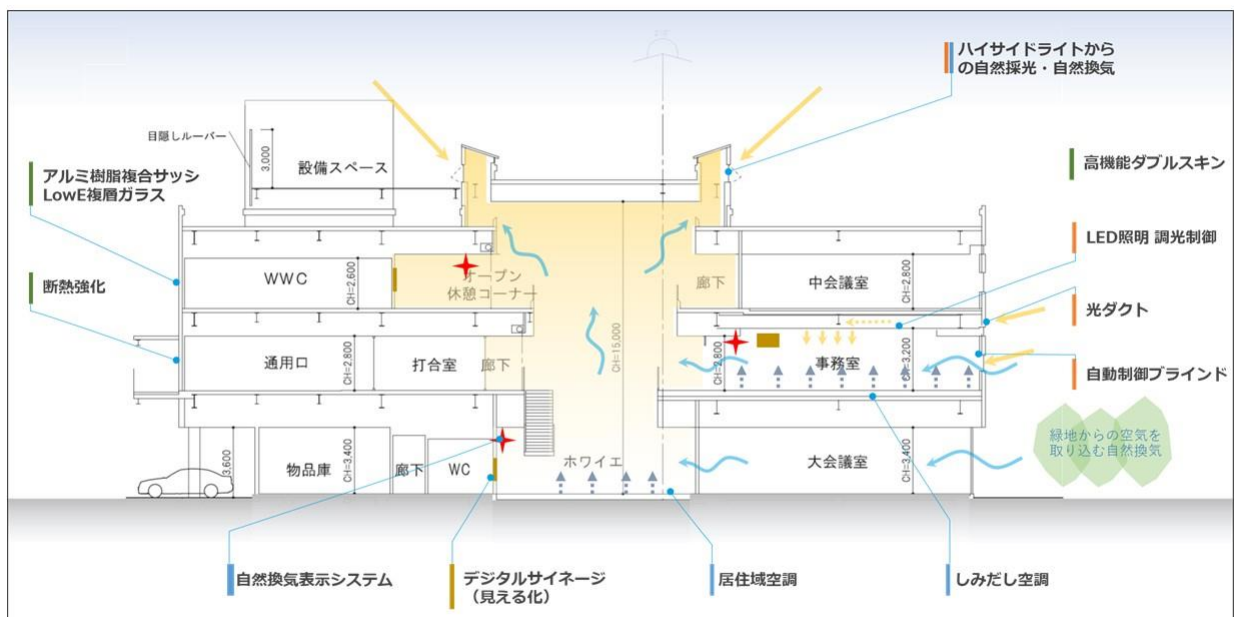 ハイサイドライトから
の自然採光・自然換気
目隠しルーバー
3,000
設備スペース
アルミ樹脂複合サッシ
LowE複層ガラス
高機能ダブルスキン
LED照明 調光制御
WWC
CH=2,600
オープン
休憩コーナー
廊下
中会議室
CH=2,800
断熱強化
CH=15,000
光ダクト
通用口
CH=2,800
打合室
廊下
CH=2,800
事務室
CH=3,200
自動制御ブラインド
緑地からの空気を
取り込む自然換気
3,600
物品庫
CH=3,400
廊下
WC
ホワイエ
大会議室
CH=3,400
自然換気表示システム
デジタルサイネージ
（見える化）
居住域空調
しみだし空調